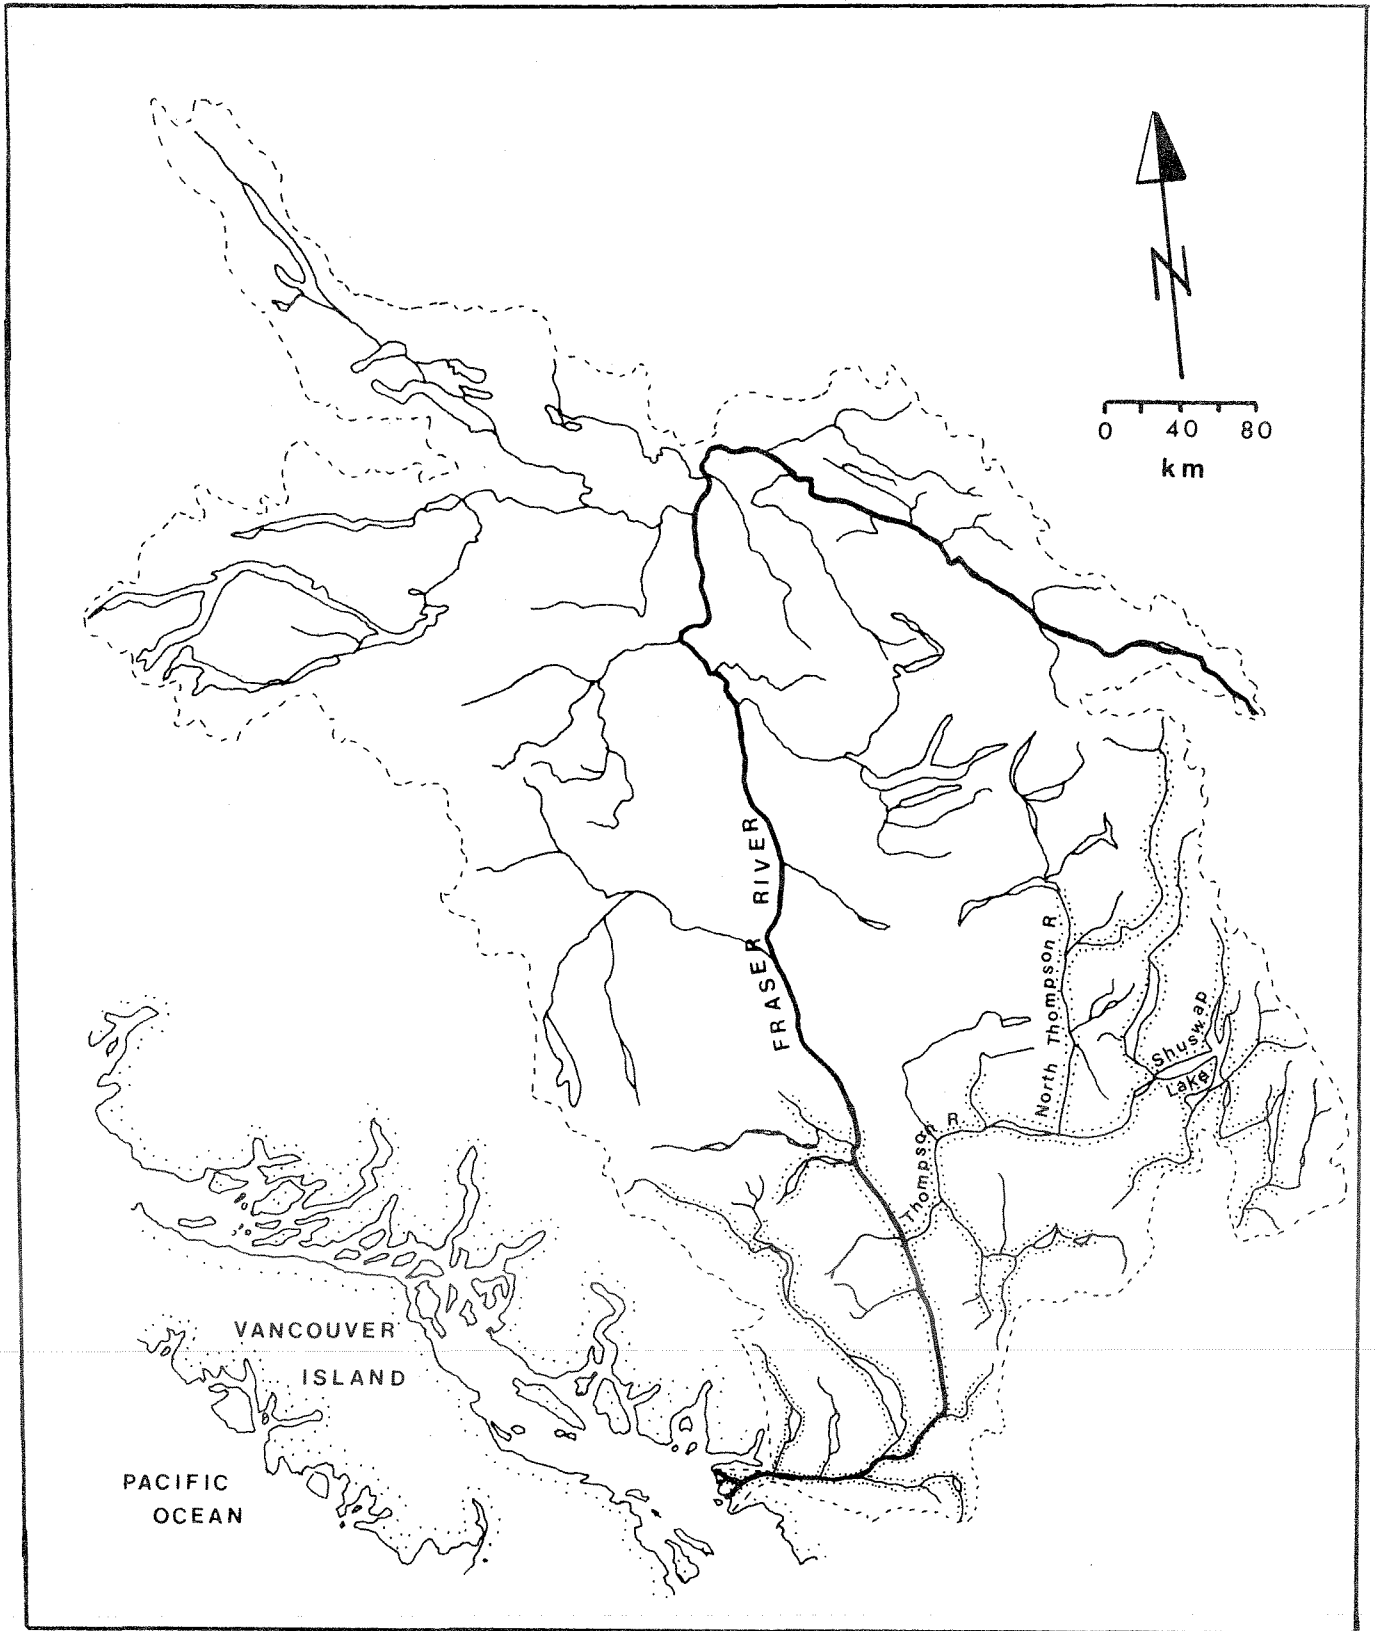 N
0 40 80
km
FRASER RIVER
North Thompson R
Shuswap
Lake
Thompson R
VANCOUVER
ISLAND
PACIFIC
OCEAN